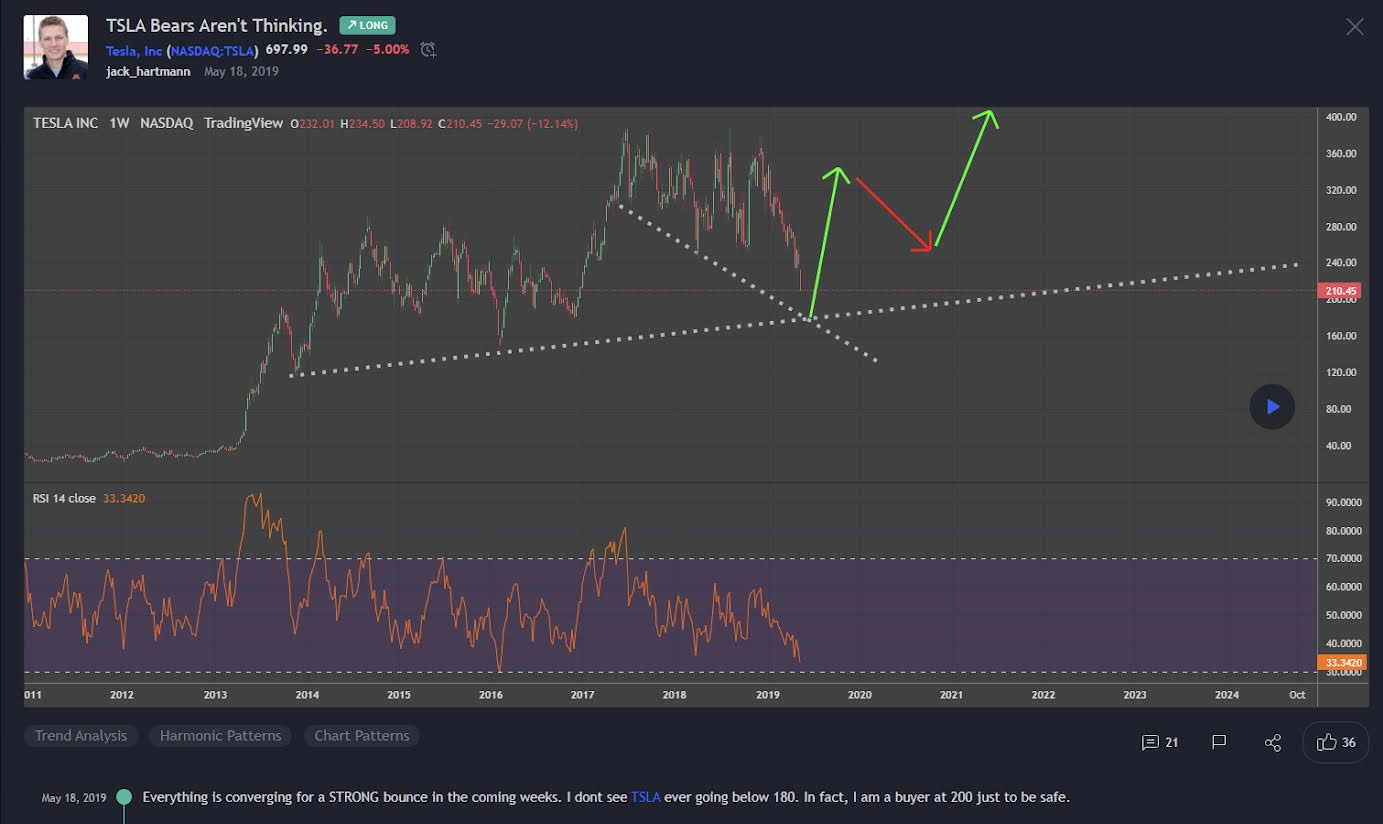 TSLA Bears Aren't Thinking. LONG
Tesla, Inc (NASDAQ:TSLA) 697.99 −36.77 −5.00%
jack_hartmann May 18, 2019
TESLA INC 1W NASDAQ TradingView O232.01 H234.50 L208.92 C210.45 −29.07 (−12.14%)
400.00
360.00
320.00
280.00
240.00
210.45
200.00
160.00
120.00
80.00
40.00
RSI 14 close 33.3420
90.0000
80.0000
70.0000
60.0000
50.0000
40.0000
33.3420
30.0000
011 2012 2013 2014 2015 2016 2017 2018 2019 2020 2021 2022 2023 2024 Oct
Trend Analysis Harmonic Patterns Chart Patterns
21 36
May 18, 2019 Everything is converging for a STRONG bounce in the coming weeks. I dont see TSLA ever going below 180. In fact, I am a buyer at 200 just to be safe.